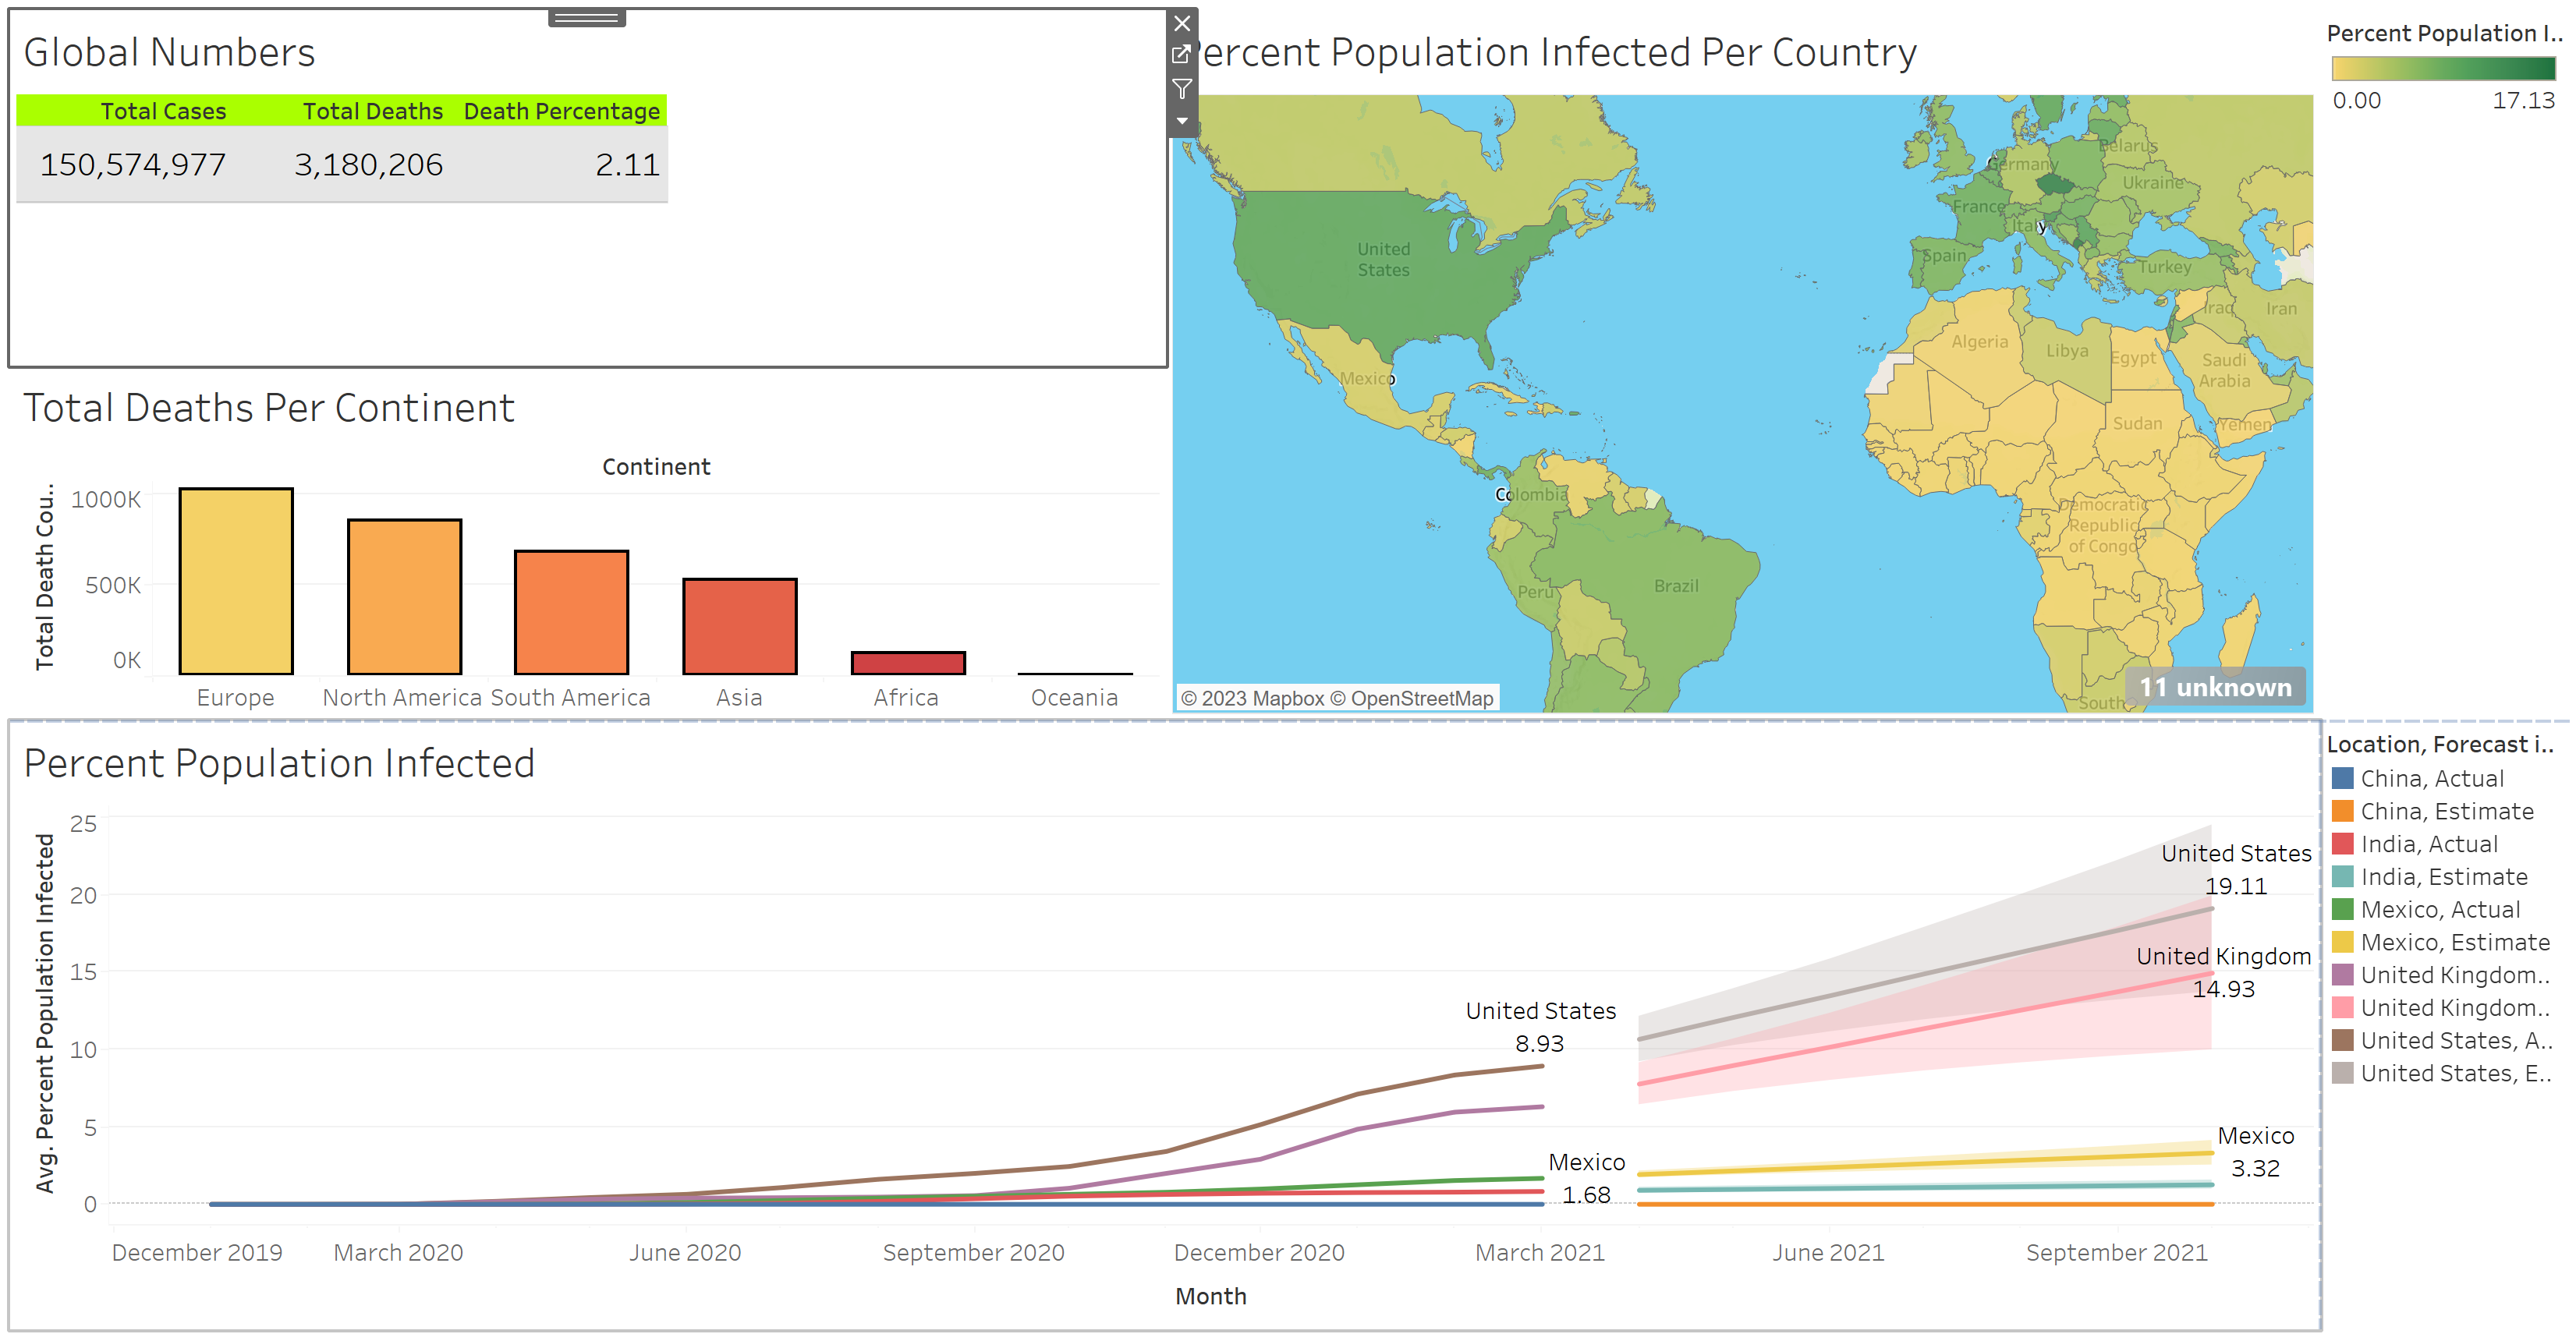 Global Numbers
Total Cases Total Deaths Death Percentage
150,574,977 3,180,206 2.11
Total Deaths Per Continent
Continent
Total Death Cou..
1000K
500K
0K
Europe North America South America Asia Africa Oceania
ercent Population Infected Per Country
Germany
Belarus
Ukraine
France
Italy
Spain
Turkey
United
States
Iraq
Iran
Algeria
Libya
Egypt
Saudi
Arabia
Mexico
Sudan
Yemen
Colombia
Democratic
Republic
of Congo
Peru
Brazil
South
11 unknown
© 2023 Mapbox © OpenStreetMap
Percent Population I..
0.00 17.13
Percent Population Infected
Avg. Percent Population Infected
25
20
15
10
5
0
United States
8.93
Mexico
1.68
United States
19.11
United Kingdom
14.93
Mexico
3.32
December 2019 March 2020 June 2020 September 2020 December 2020 March 2021 June 2021 September 2021
Month
Location, Forecast i..
China, Actual
China, Estimate
India, Actual
India, Estimate
Mexico, Actual
Mexico, Estimate
United Kingdom..
United Kingdom..
United States, A..
United States, E..